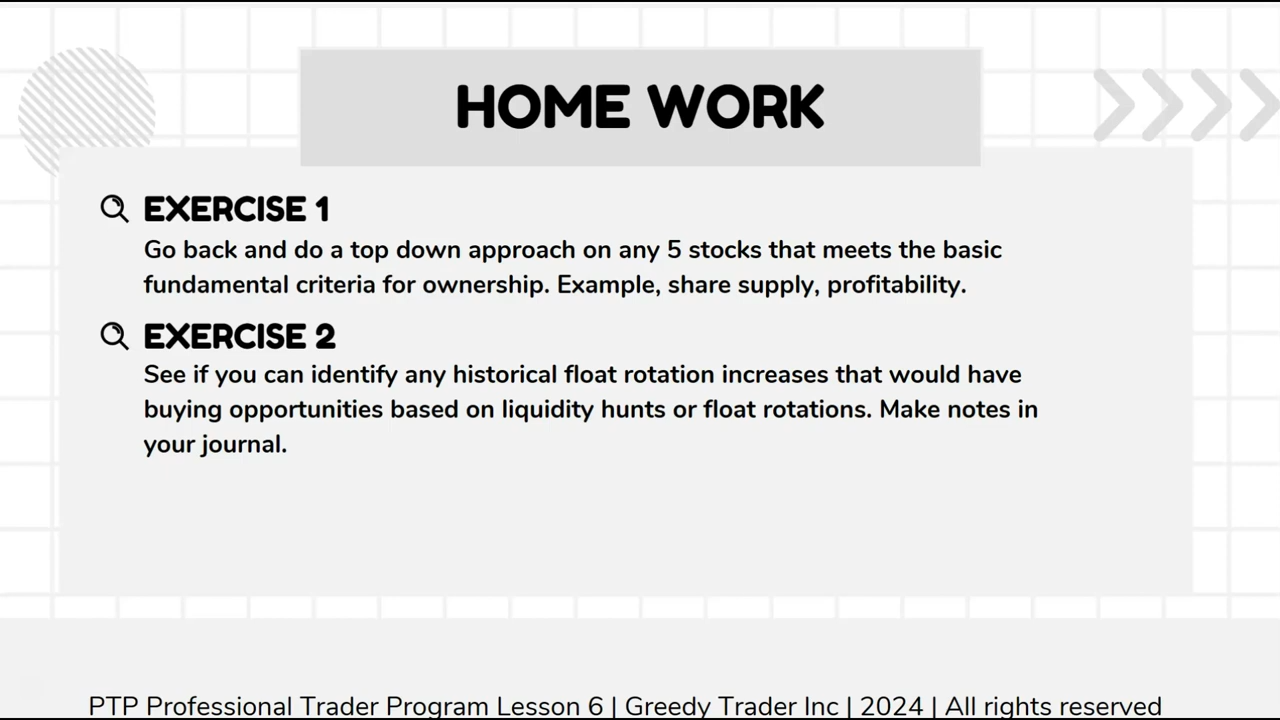 HOME WORK
EXERCISE 1
Go back and do a top down approach on any 5 stocks that meets the basic
fundamental criteria for ownership. Example, share supply, profitability.
EXERCISE 2
See if you can identify any historical float rotation increases that would have
buying opportunities based on liquidity hunts or float rotations. Make notes in
your journal.
PTP Professional Trader Program Lesson 6 | Greedy Trader Inc | 2024 | All rights reserved